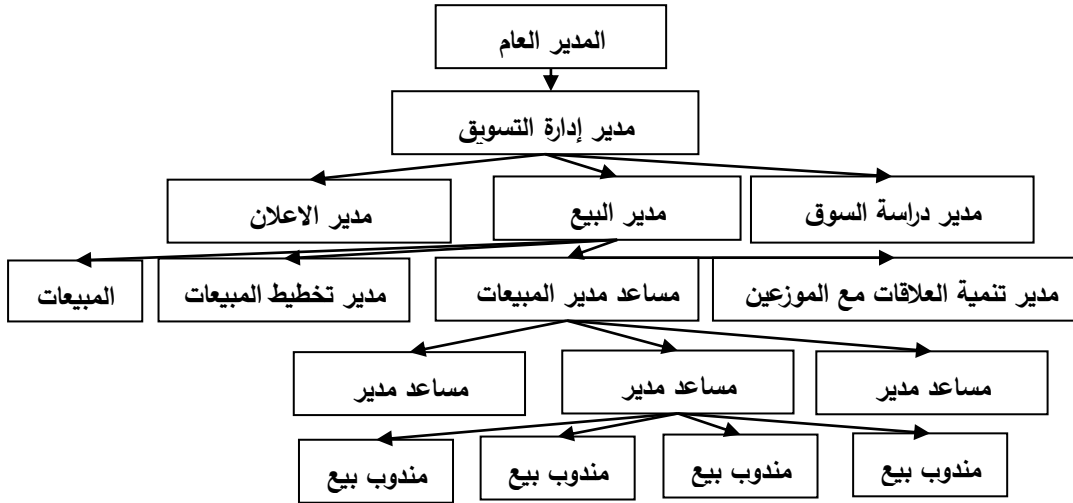 المدير العام
مدير إدارة التسويق
مدير دراسة السوق
مدير البيع
مدير الاعلان
مدير تنمية العلاقات مع الموزعين
مساعد مدير المبيعات
مدير تخطيط المبيعات
المبيعات
مساعد مدير
مساعد مدير
مساعد مدير
مندوب بيع
مندوب بيع
مندوب بيع
مندوب بيع